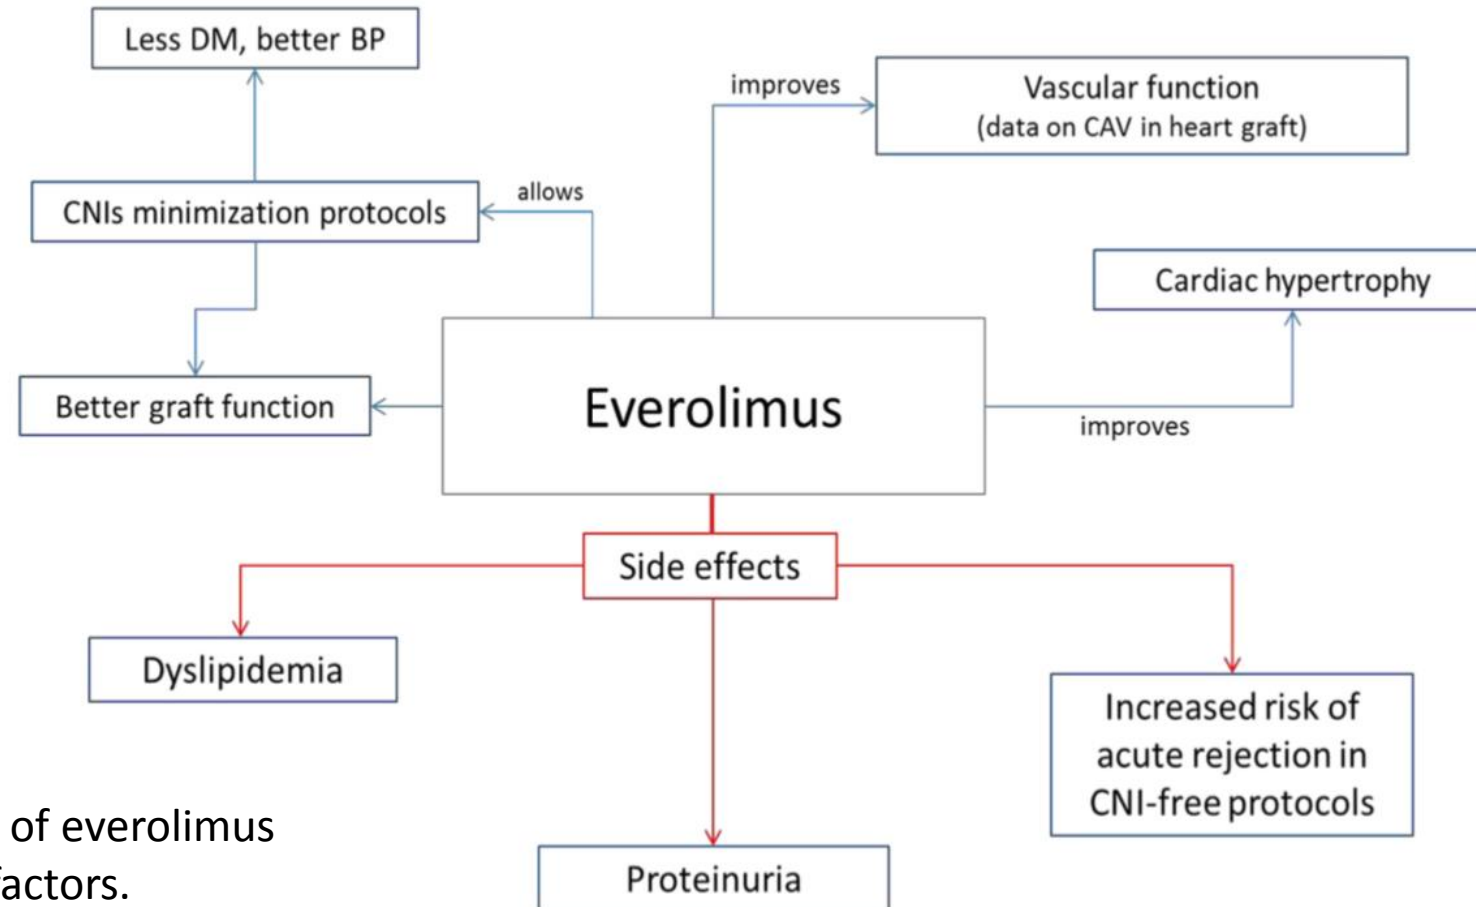 Less DM, better BP
improves
Vascular function
(data on CAV in heart graft)
allows
CNIs minimization protocols
Cardiac hypertrophy
Better graft function
Everolimus
improves
Side effects
Dyslipidemia
Increased risk of
acute rejection in
CNI-free protocols
of everolimus
factors.
Proteinuria